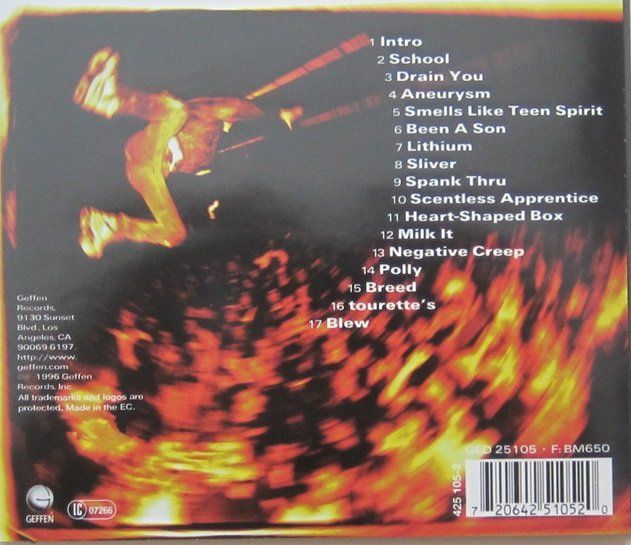 1 Intro
2 School
3 Drain You
4 Aneurysm
5 Smells Like Teen Spirit
6 Been A Son
7 Lithium
8 Sliver
9 Spank Thru
10 Scentless Apprentice
11 Heart-Shaped Box
12 Milk It
13 Negative Creep
14 Polly
15 Breed
16 tourette's
17 Blew
Geffen
Records,
9130 Sunset
Blvd., Los
Angeles, CA
90069 6197.
http://www.
geffen.com
© 1996 Geffen
Records, Inc.
All trademarks and logos are
protected, Made in the EC.
GEFFEN
LC 07266
GED 25105 · F: BM650
425 105-2
7 20642 51052 0